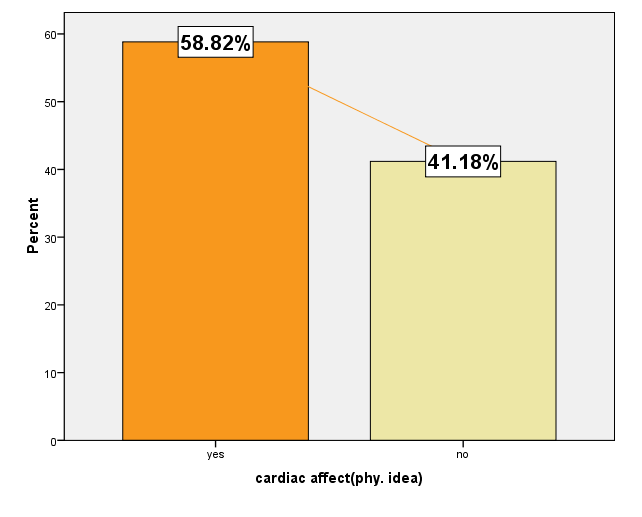 60
50
40
30
20
10
0
Percent
58.82%
41.18%
yes
no
cardiac affect(phy. idea)